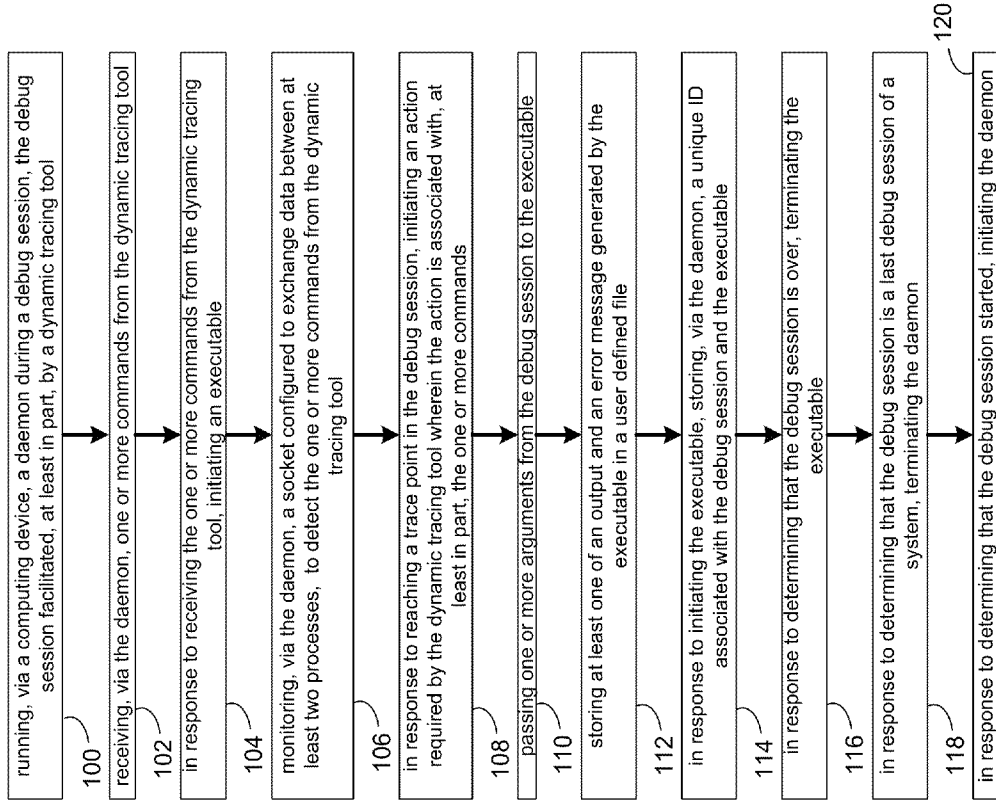 running, via a computing device, a daemon during a debug session, the debug
session facilitated, at least in part, by a dynamic tracing tool
100
receiving, via the daemon, one or more commands from the dynamic tracing tool
102
in response to receiving the one or more commands from the dynamic tracing
tool, initiating an executable
104
monitoring, via the daemon, a socket configured to exchange data between at
least two processes, to detect the one or more commands from the dynamic
tracing tool
106
in response to reaching a trace point in the debug session, initiating an action
required by the dynamic tracing tool wherein the action is associated with, at
least in part, the one or more commands
108
passing one or more arguments from the debug session to the executable
110
storing at least one of an output and an error message generated by the
executable in a user defined file
112
in response to initiating the executable, storing, via the daemon, a unique ID
associated with the debug session and the executable
114
in response to determining that the debug session is over, terminating the
executable
116
in response to determining that the debug session is a last debug session of a
system, terminating the daemon
118
in response to determining that the debug session started, initiating the daemon
120